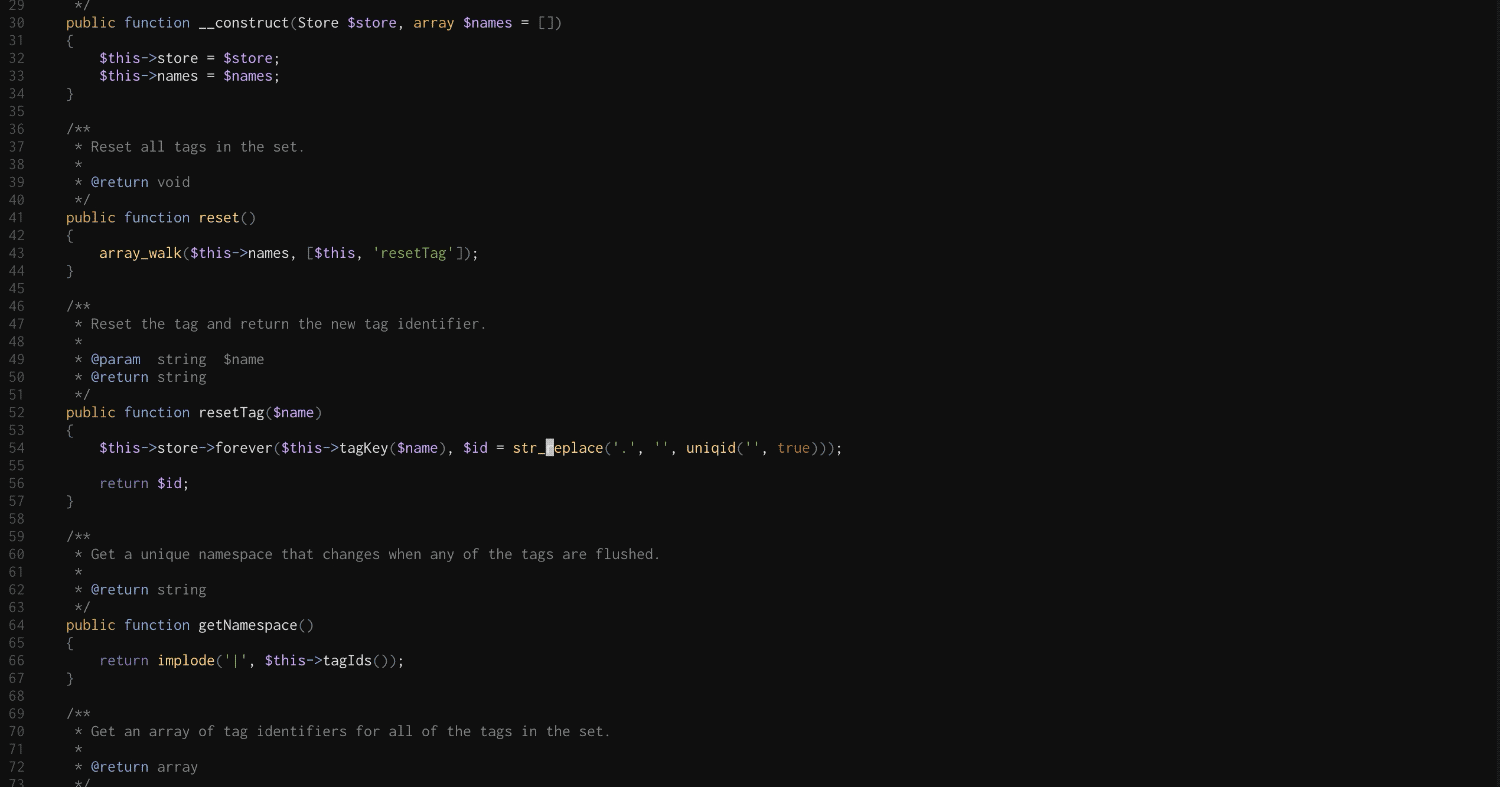 29      */
30     public function __construct(Store $store, array $names = [])
31     {
32         $this->store = $store;
33         $this->names = $names;
34     }
35
36     /**
37      * Reset all tags in the set.
38      *
39      * @return void
40      */
41     public function reset()
42     {
43         array_walk($this->names, [$this, 'resetTag']);
44     }
45
46     /**
47      * Reset the tag and return the new tag identifier.
48      *
49      * @param  string  $name
50      * @return string
51      */
52     public function resetTag($name)
53     {
54         $this->store->forever($this->tagKey($name), $id = str_replace('.', '', uniqid('', true)));
55
56         return $id;
57     }
58
59     /**
60      * Get a unique namespace that changes when any of the tags are flushed.
61      *
62      * @return string
63      */
64     public function getNamespace()
65     {
66         return implode('|', $this->tagIds());
67     }
68
69     /**
70      * Get an array of tag identifiers for all of the tags in the set.
71      *
72      * @return array
73      */